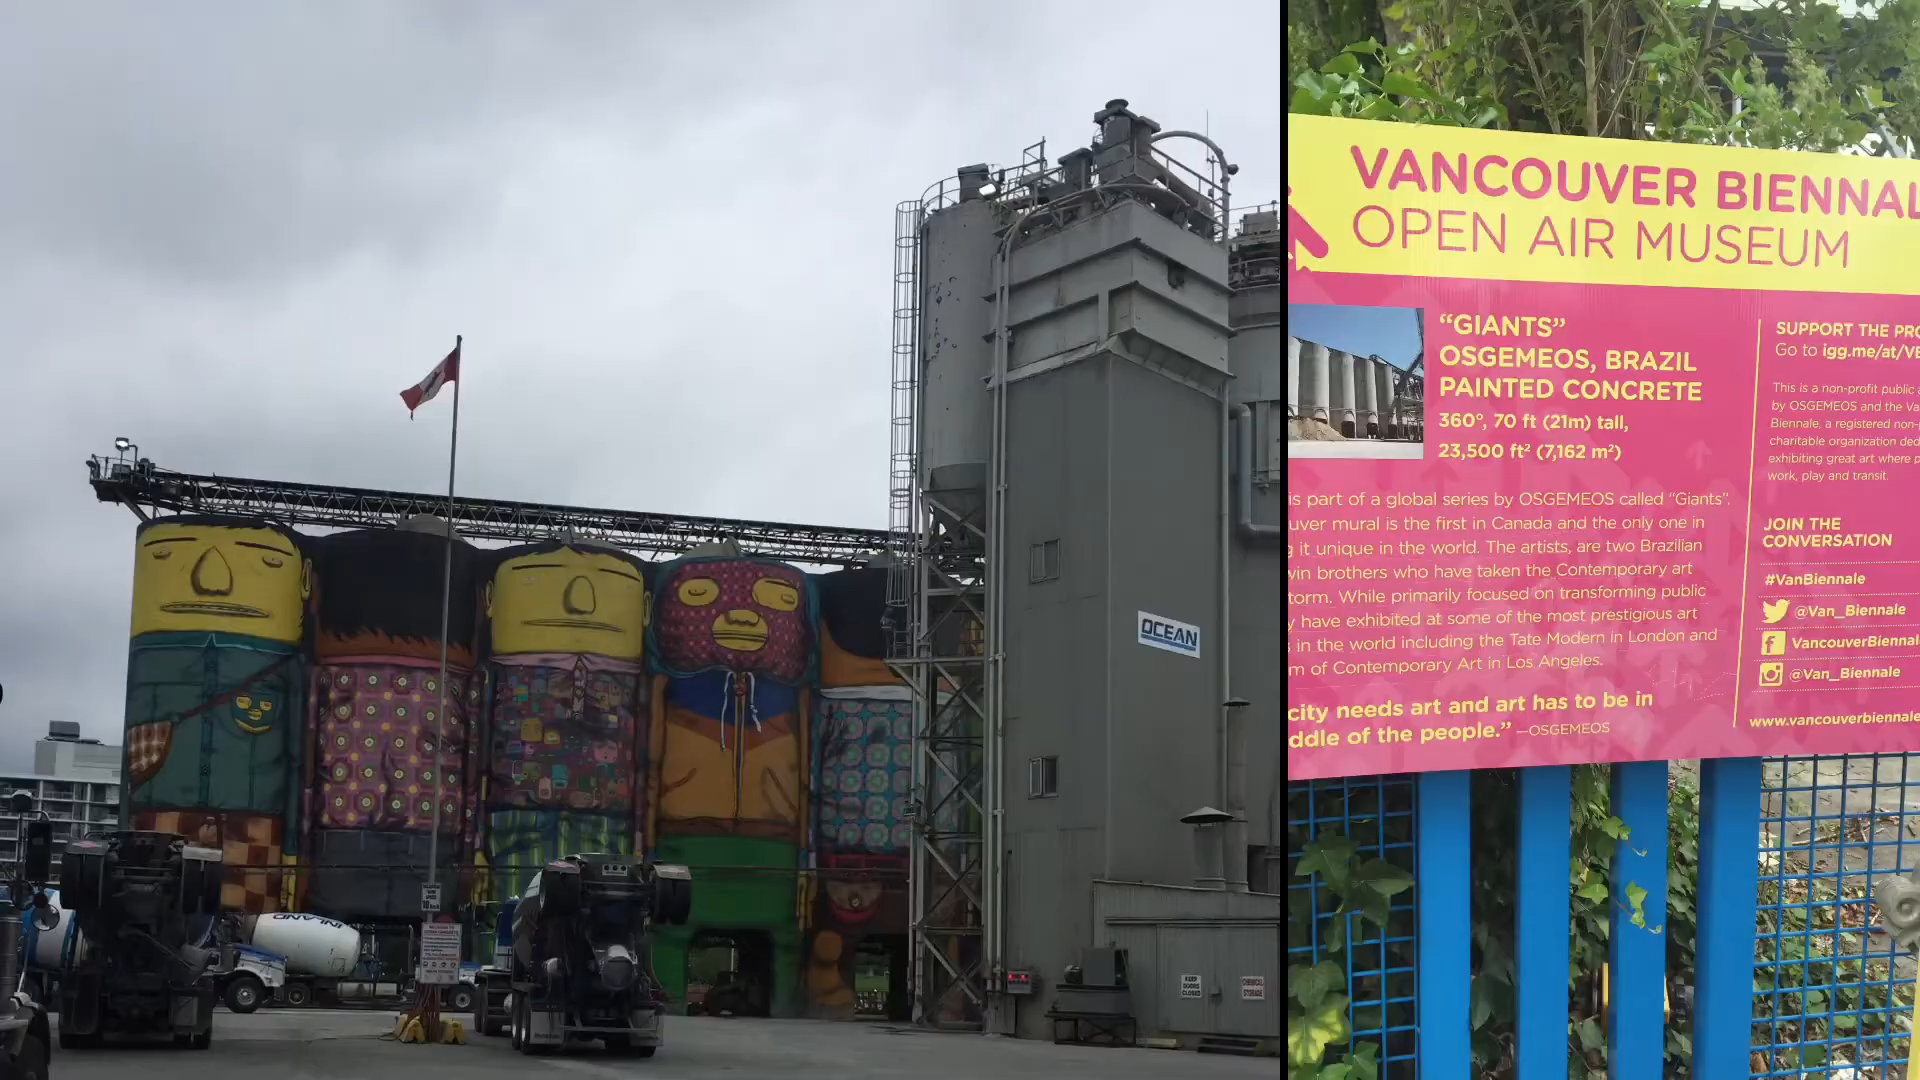 OCEAN
INLAND
KEEP
DOORS
CLOSED
VANCOUVER BIENNAL
OPEN AIR MUSEUM
“GIANTS”
OSGEMEOS, BRAZIL
PAINTED CONCRETE
360°, 70 ft (21m) tall,
23,500 ft² (7,162 m²)
is part of a global series by OSGEMEOS called “Giants”.
uver mural is the first in Canada and the only one in
g it unique in the world. The artists, are two Brazilian
win brothers who have taken the Contemporary art
torm. While primarily focused on transforming public
y have exhibited at some of the most prestigious art
s in the world including the Tate Modern in London and
m of Contemporary Art in Los Angeles.
city needs art and art has to be in
ddle of the people.” —OSGEMEOS
SUPPORT THE PRO
Go to igg.me/at/VB
This is a non-profit public a
by OSGEMEOS and the Va
Biennale, a registered non-p
charitable organization ded
exhibiting great art where p
work, play and transit.
JOIN THE
CONVERSATION
#VanBiennale
@Van_Biennale
VancouverBiennal
@Van_Biennale
www.vancouverbiennale